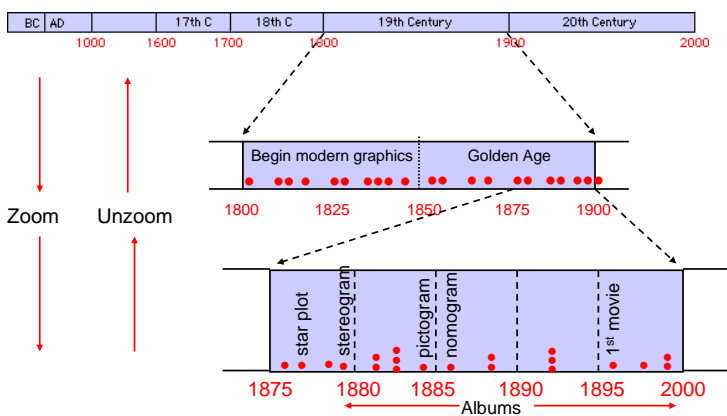 BC AD 17th C 18th C 19th Century 20th Century
1000 1600 1700 1800 1900 2000
Begin modern graphics Golden Age
Zoom Unzoom
1800 1825 1850 1875 1900
star plot
stereogram
pictogram
nomogram
1st movie
1875 1880 1885 1890 1895 2000
Albums